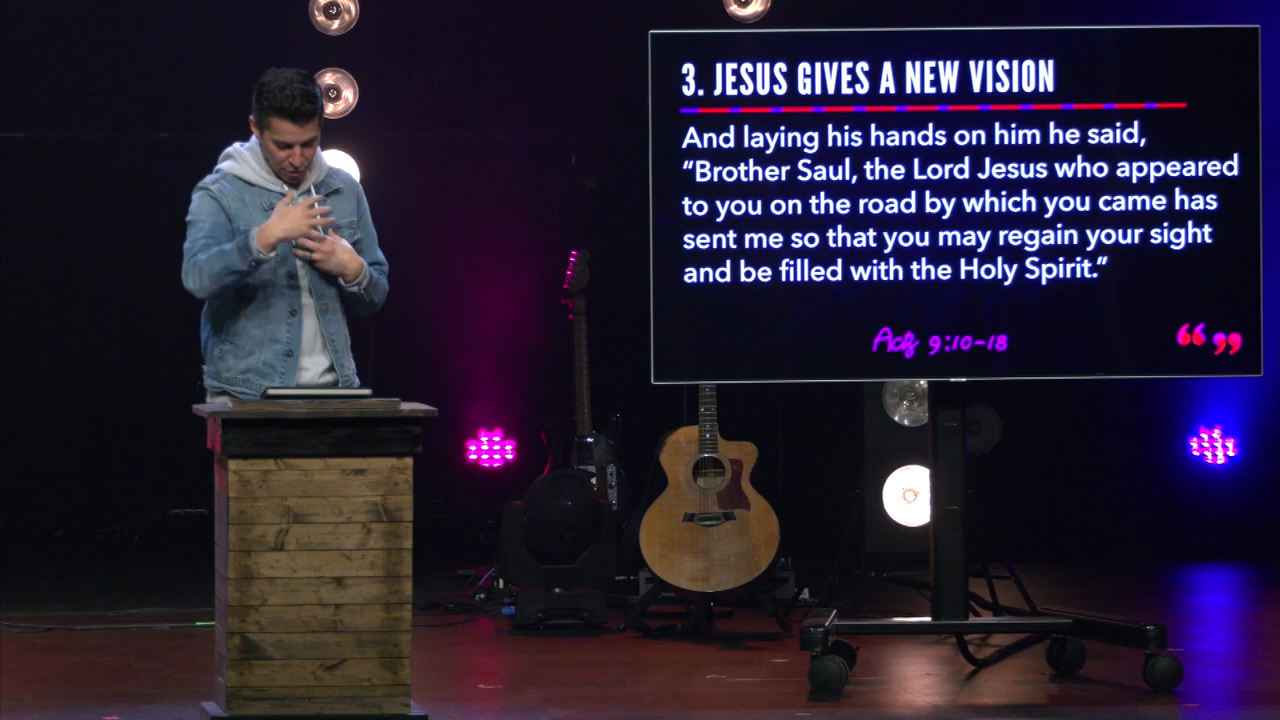 3. JESUS GIVES A NEW VISION
And laying his hands on him he said,
“Brother Saul, the Lord Jesus who appeared
to you on the road by which you came has
sent me so that you may regain your sight
and be filled with the Holy Spirit.”
Acts 9:10-18